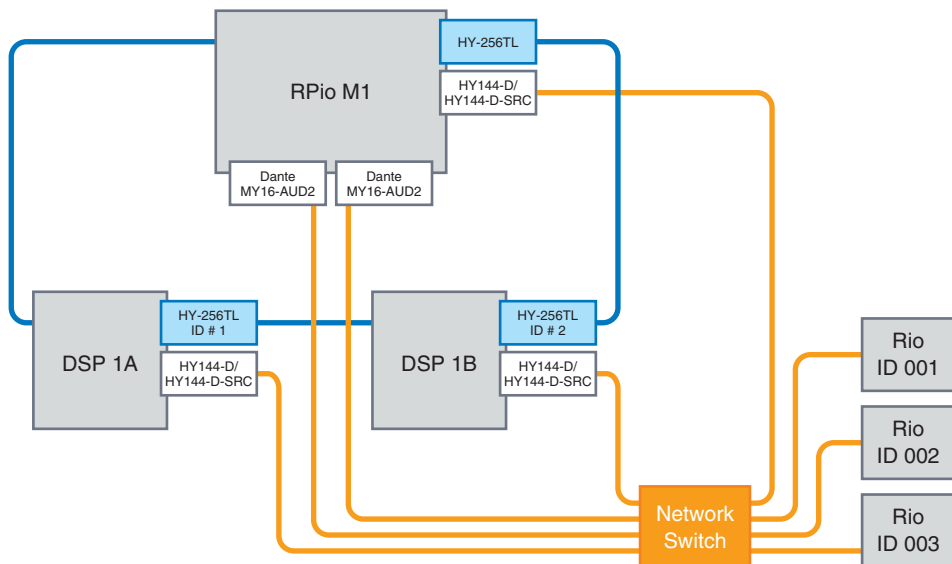 HY-256TL
RPio M1
HY144-D/
HY144-D-SRC
Dante
MY16-AUD2
Dante
MY16-AUD2
DSP 1A
HY-256TL
ID # 1
HY144-D/
HY144-D-SRC
DSP 1B
HY-256TL
ID # 2
HY144-D/
HY144-D-SRC
Rio
ID 001
Rio
ID 002
Network
Switch
Rio
ID 003